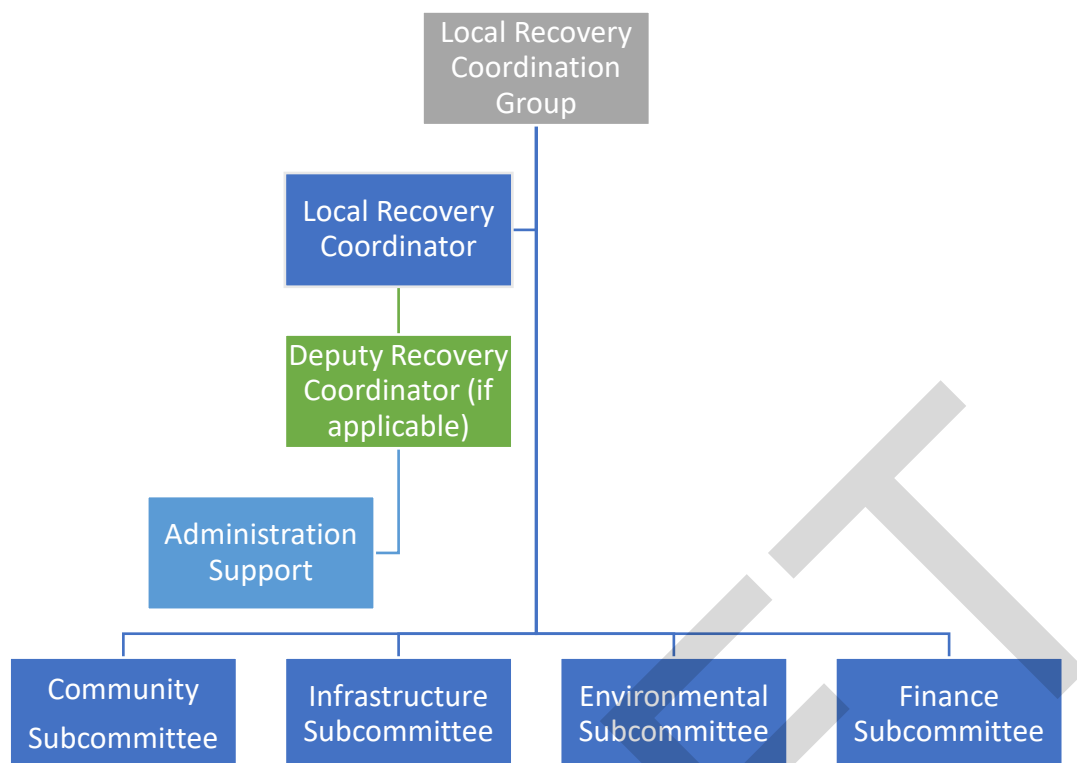 Local Recovery
Coordination
Group
Local Recovery
Coordinator
Deputy Recovery
Coordinator (if
applicable)
Administration
Support
Community
Subcommittee
Infrastructure
Subcommittee
Environmental
Subcommittee
Finance
Subcommittee